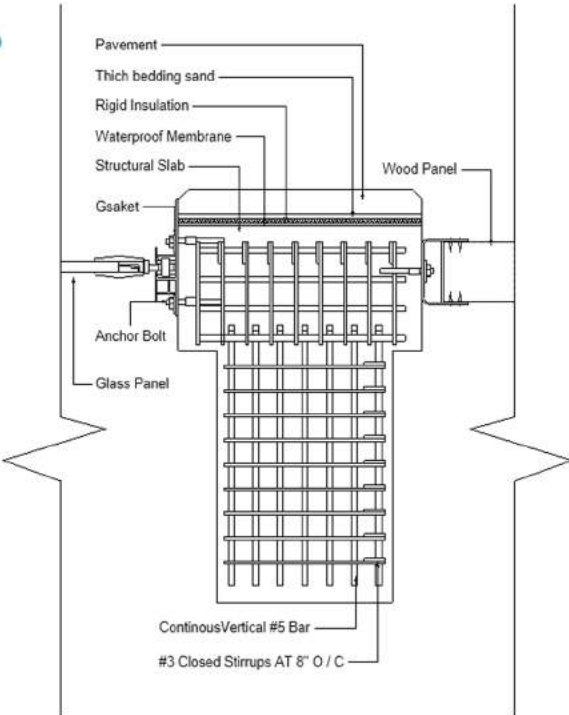 Pavement
Thich bedding sand
Rigid Insulation
Waterproof Membrane
Structural Slab
Wood Panel
Gsaket
Anchor Bolt
Glass Panel
ContinousVertical #5 Bar
#3 Closed Stirrups AT 8" O / C